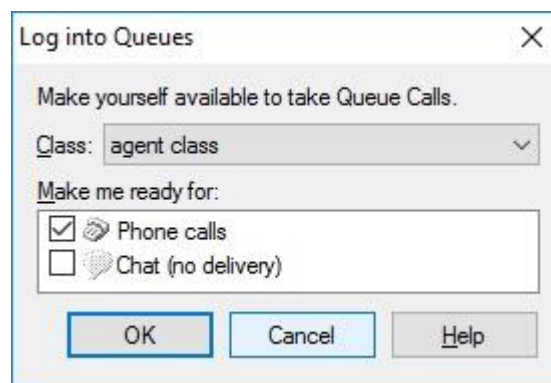 Log into Queues
Make yourself available to take Queue Calls.
Class: agent class
Make me ready for:
Phone calls
Chat (no delivery)
OK Cancel Help